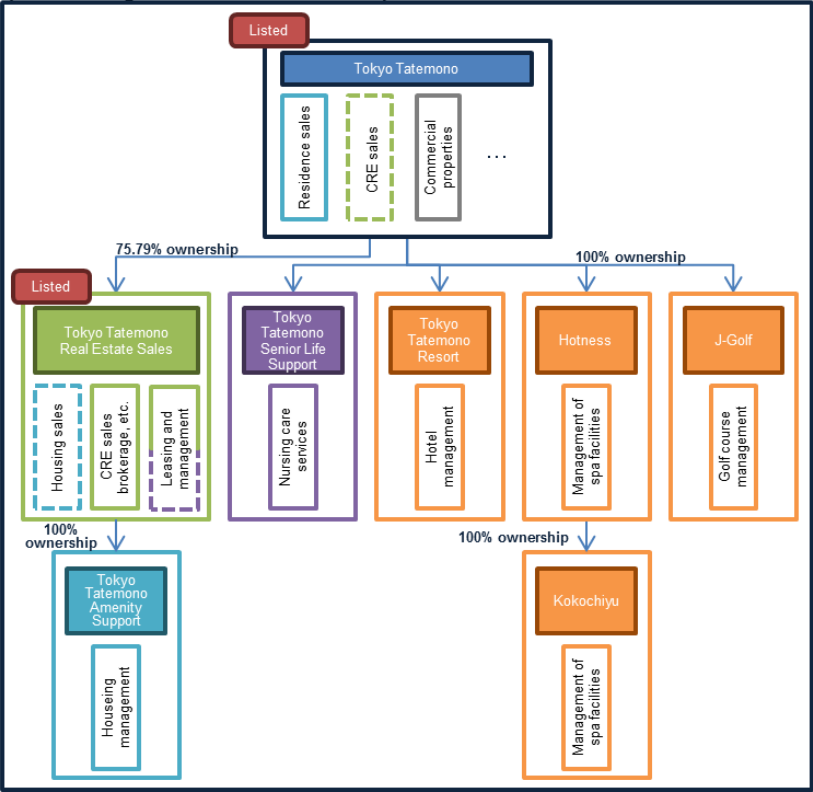 Listed
Tokyo Tatemono
Residence sales
CRE sales
Commercial
properties
...
75.79% ownership
100% ownership
Listed
Tokyo Tatemono
Real Estate Sales
Tokyo
Tatemono
Senior Life
Support
Tokyo
Tatemono
Resort
Hotness
J-Golf
Housing sales
CRE sales
brokerage, etc.
Leasing and
management
Nursing care
services
Hotel
management
Management of
spa facilities
Golf course
management
100%
ownership
100% ownership
Tokyo
Tatemono
Amenity
Support
Kokochiyu
Houseing
management
Management of
spa facilities